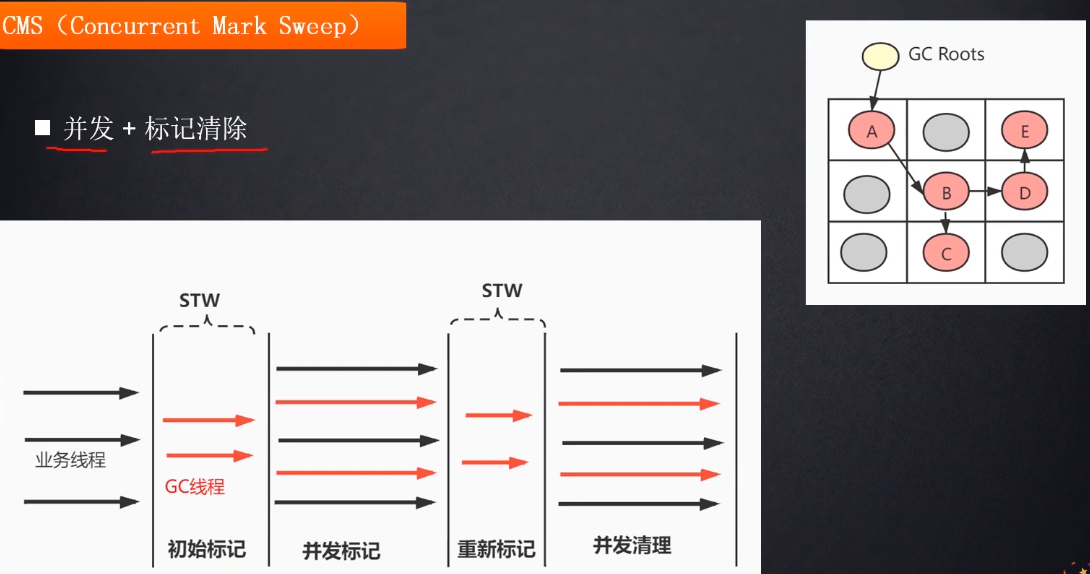 CMS（Concurrent Mark Sweep）
并发 + 标记清除
GC Roots
A
E
B
D
C
STW
STW
业务线程
GC线程
初始标记
并发标记
重新标记
并发清理